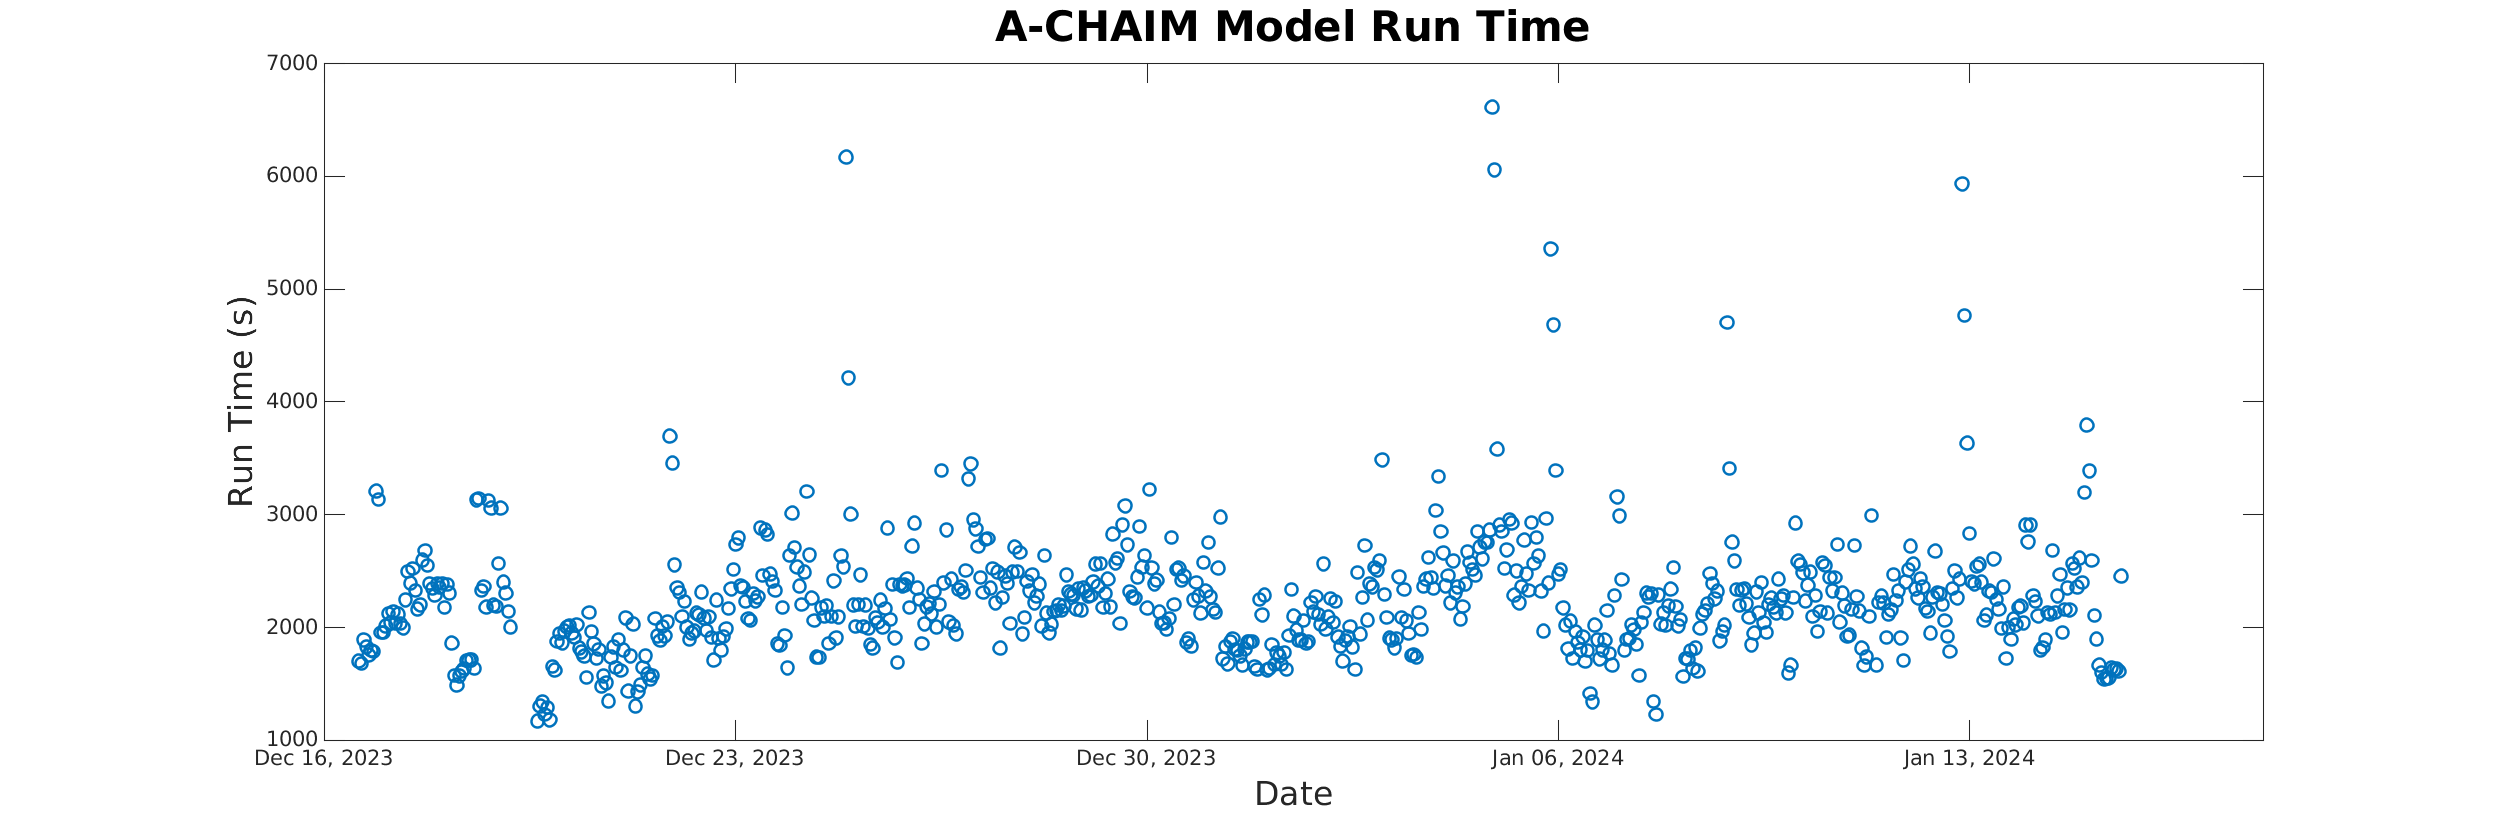 A-CHAIM Model Run Time
7000
6000
5000
4000
3000
2000
1000
Run Time (s)
Dec 16, 2023
Dec 23, 2023
Dec 30, 2023
Jan 06, 2024
Jan 13, 2024
Date